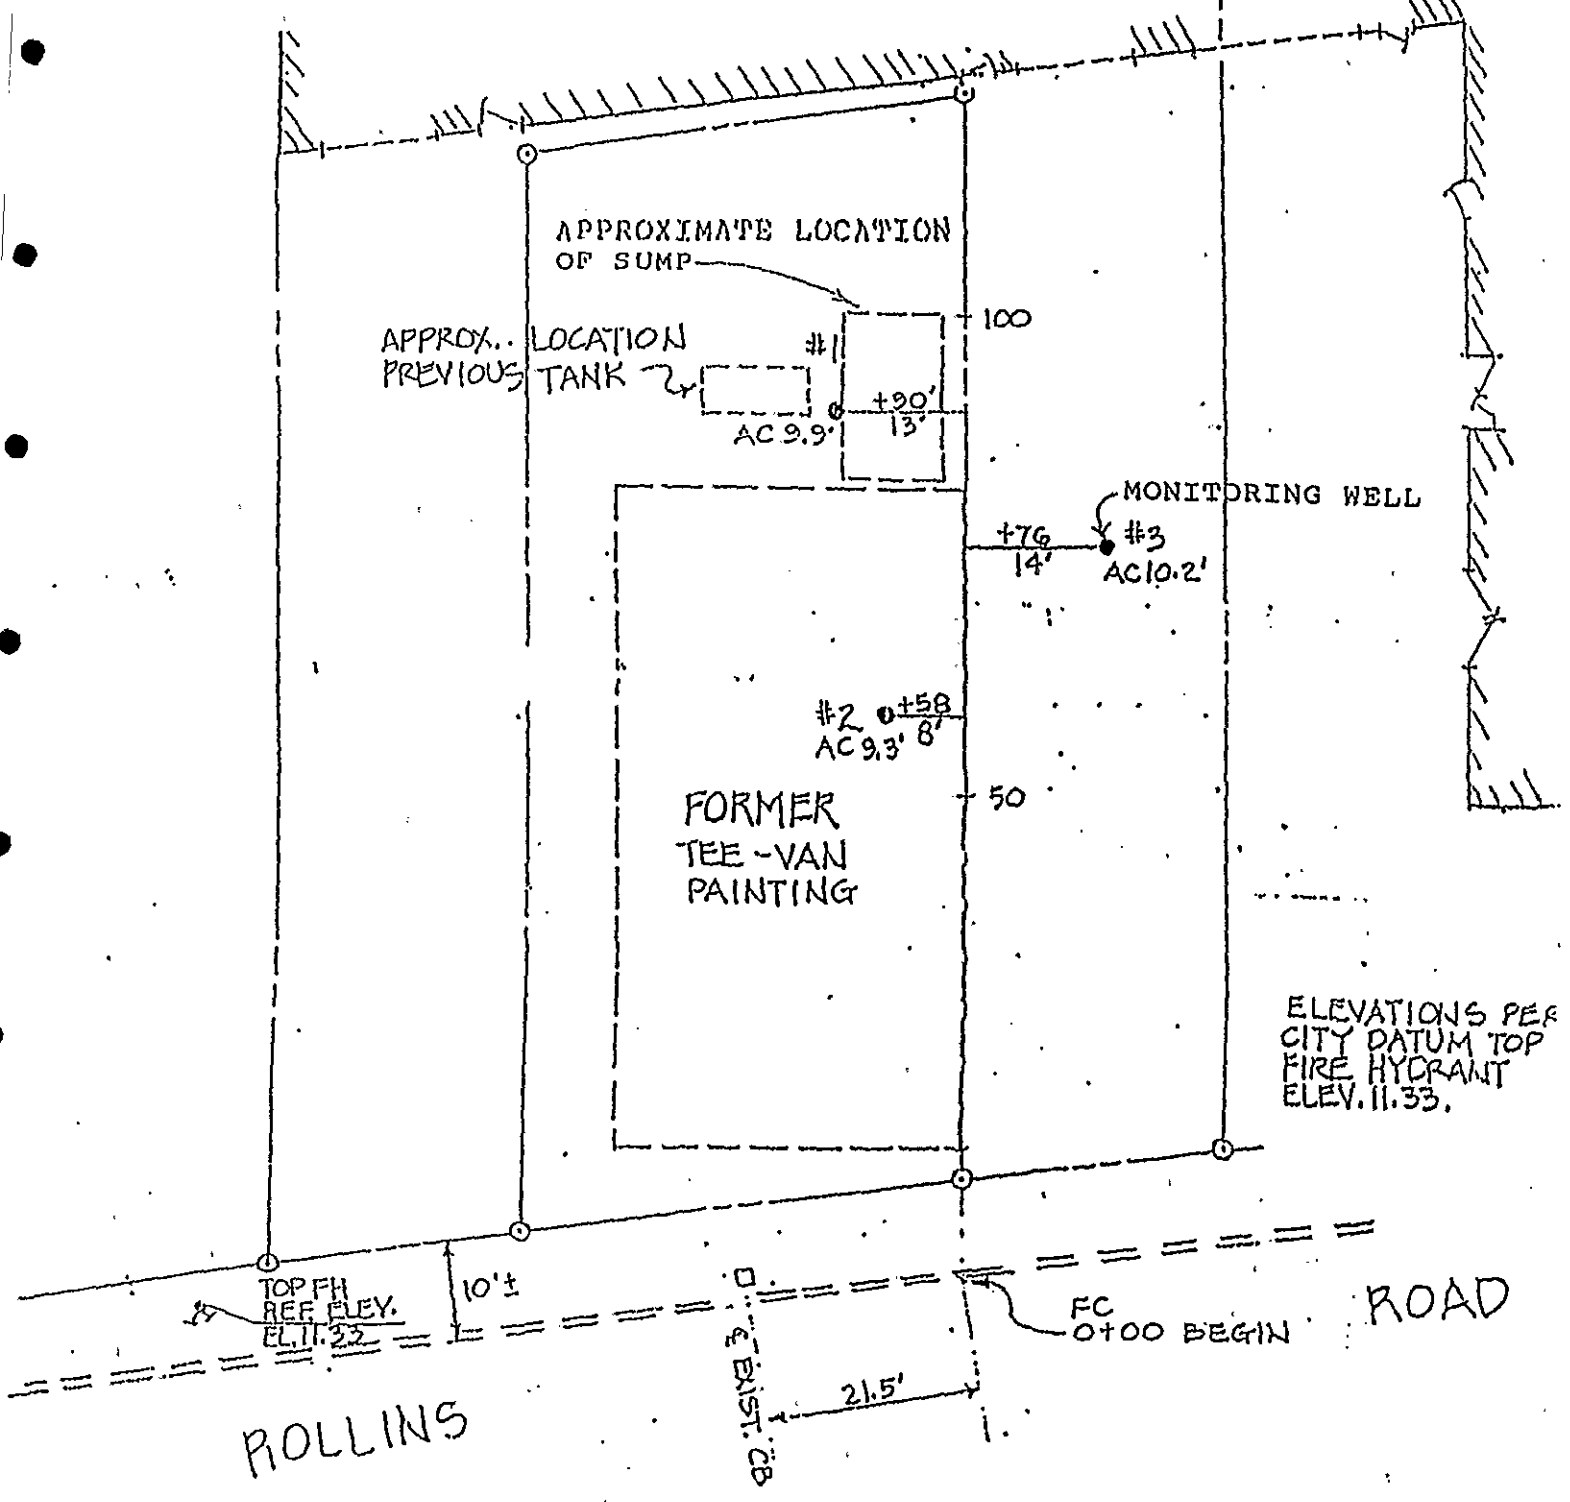 APPROXIMATE LOCATION
OF SUMP
100
APPROX.. LOCATION
PREVIOUS TANK
#1
+90'
13'
AC 9.9'
MONITORING WELL
+76
14'
#3
AC 10.2'
#2
+58
8'
AC 9.3'
50
FORMER
TEE-VAN
PAINTING
ELEVATIONS PER
CITY DATUM TOP
FIRE HYDRANT
ELEV. 11.33.
TOP FH
REF. ELEV.
EL. 11.33
10'±
FC
0+00 BEGIN
ROAD
℄ EXIST. CB
21.5'
ROLLINS